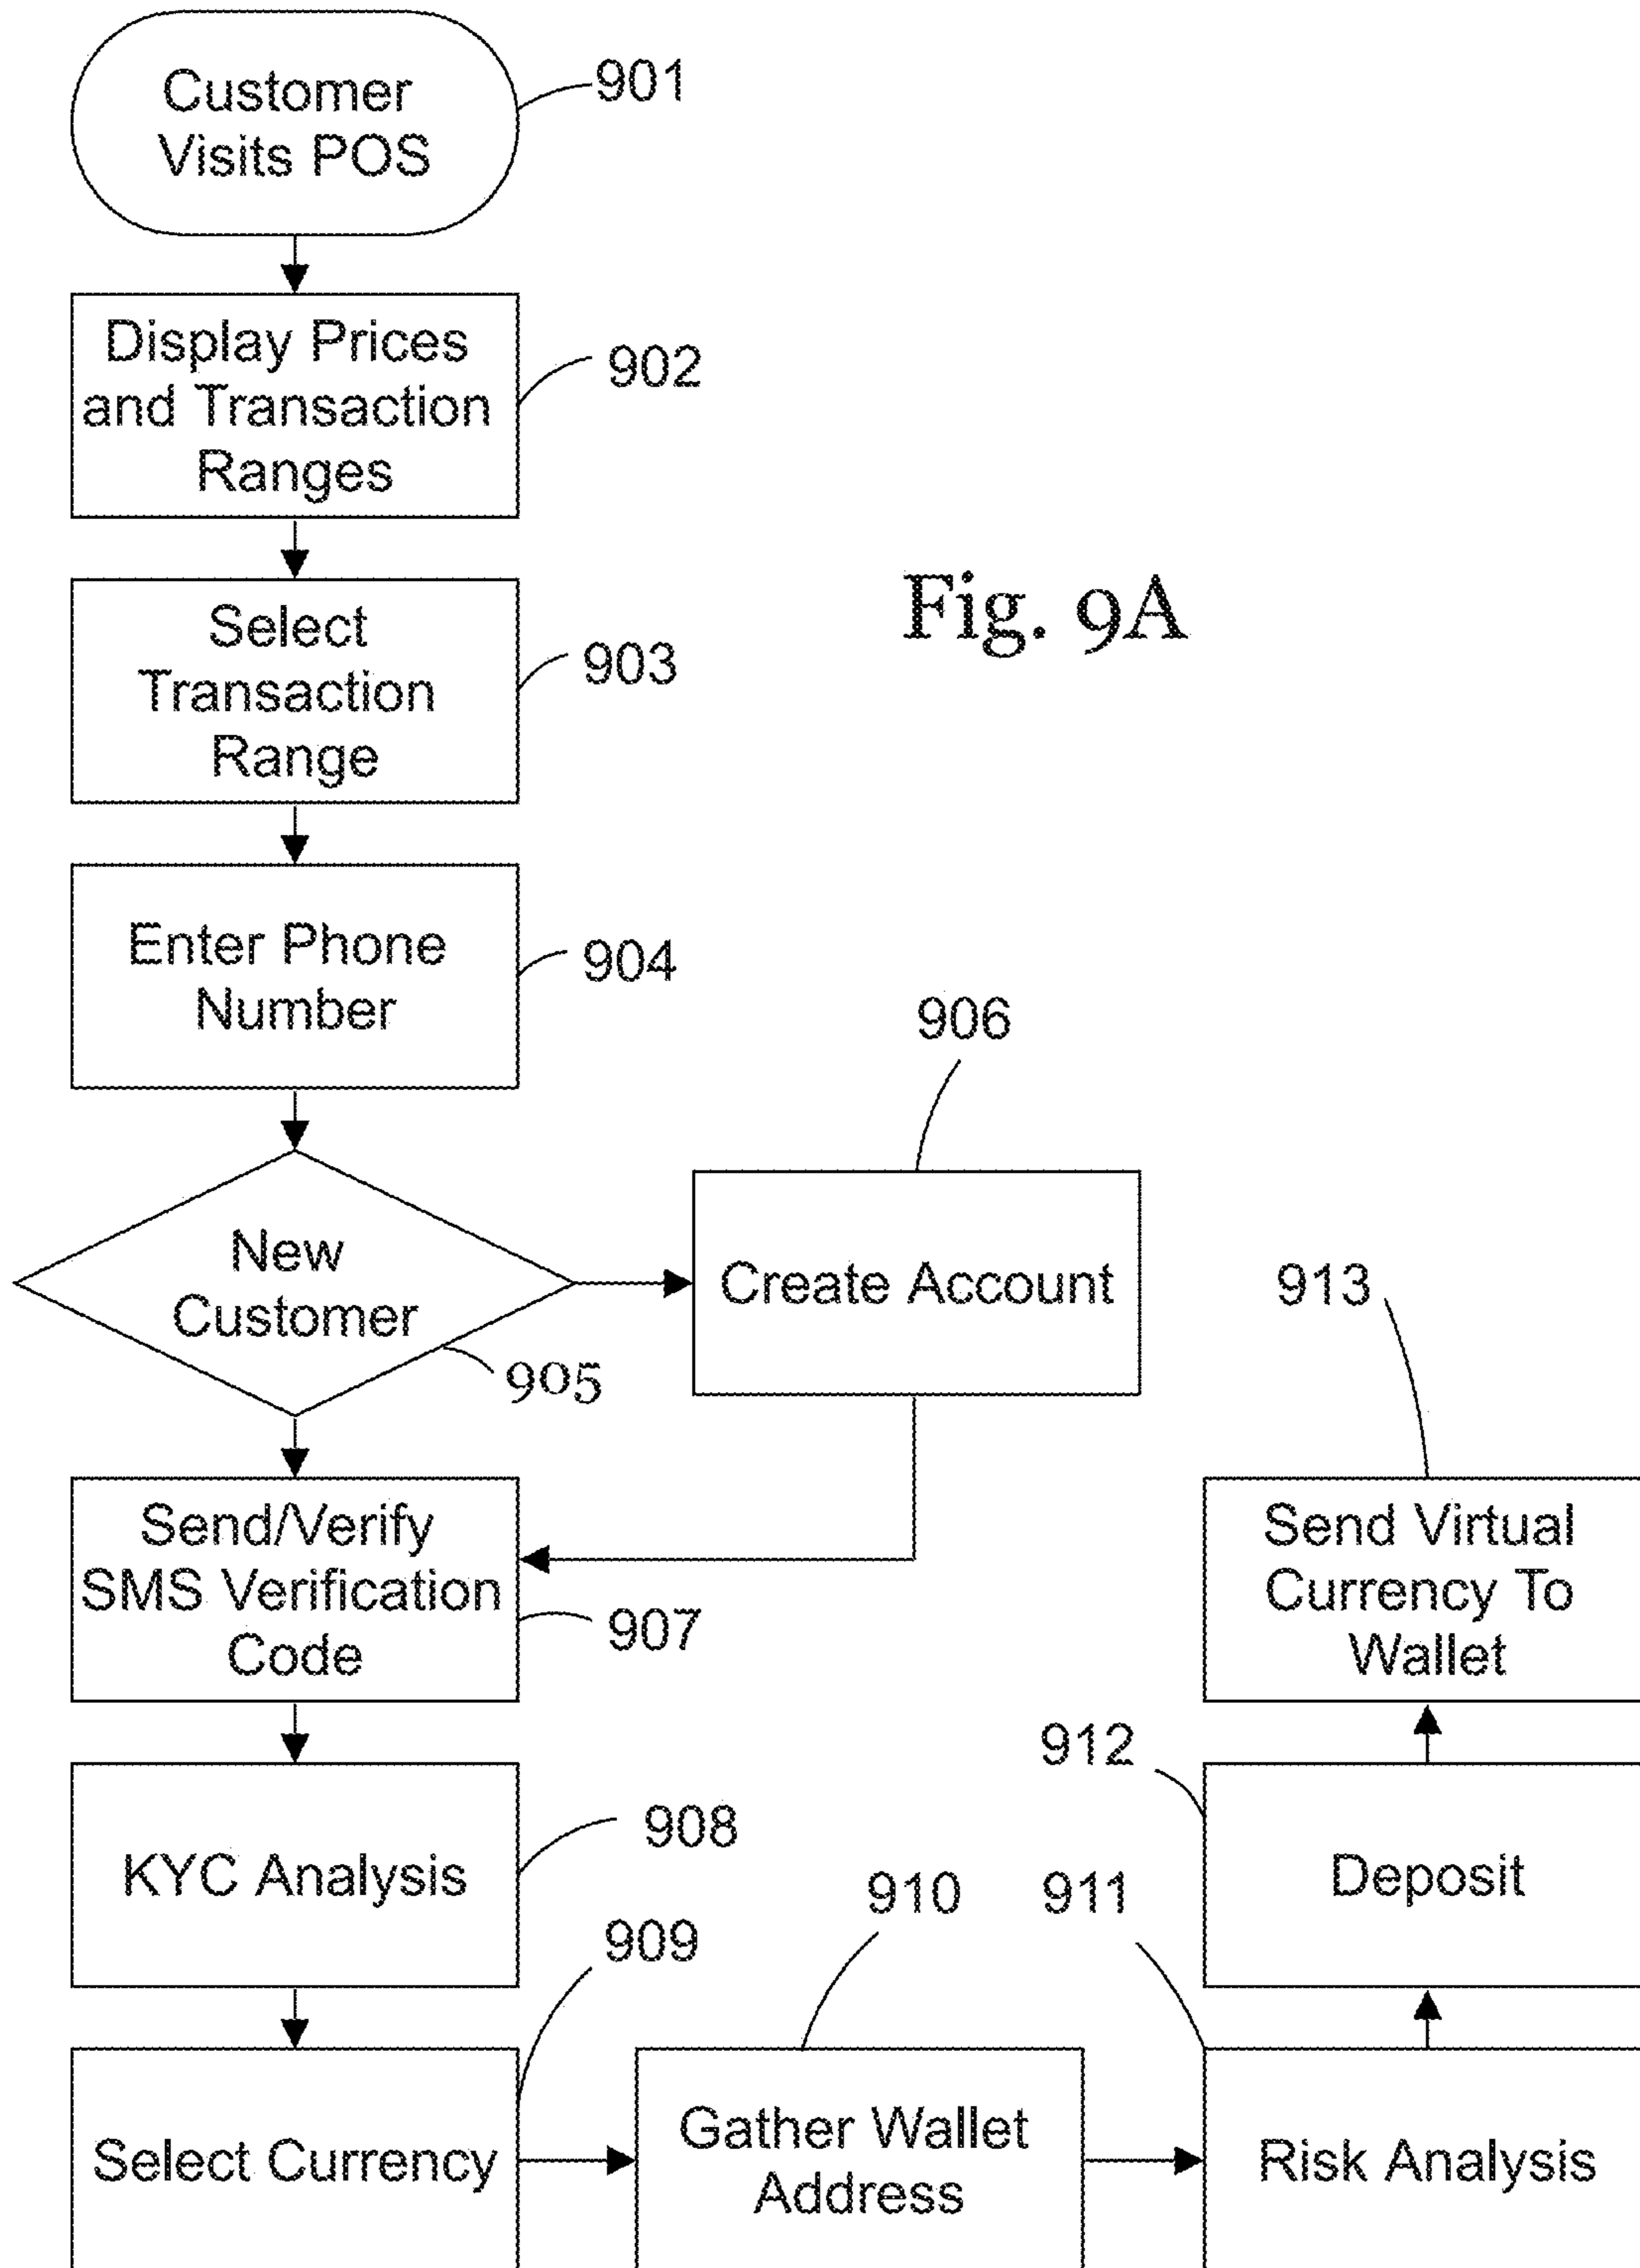 Customer
Visits POS
901
Display Prices
and Transaction
Ranges
902
Select
Transaction
Range
903
Fig. 9A
Enter Phone
Number
904
New
Customer
905
906
Create Account
Send/Verify
SMS Verification
Code
907
KYC Analysis
908
Select Currency
909
910
Gather Wallet
Address
911
Risk Analysis
912
Deposit
913
Send Virtual
Currency To
Wallet